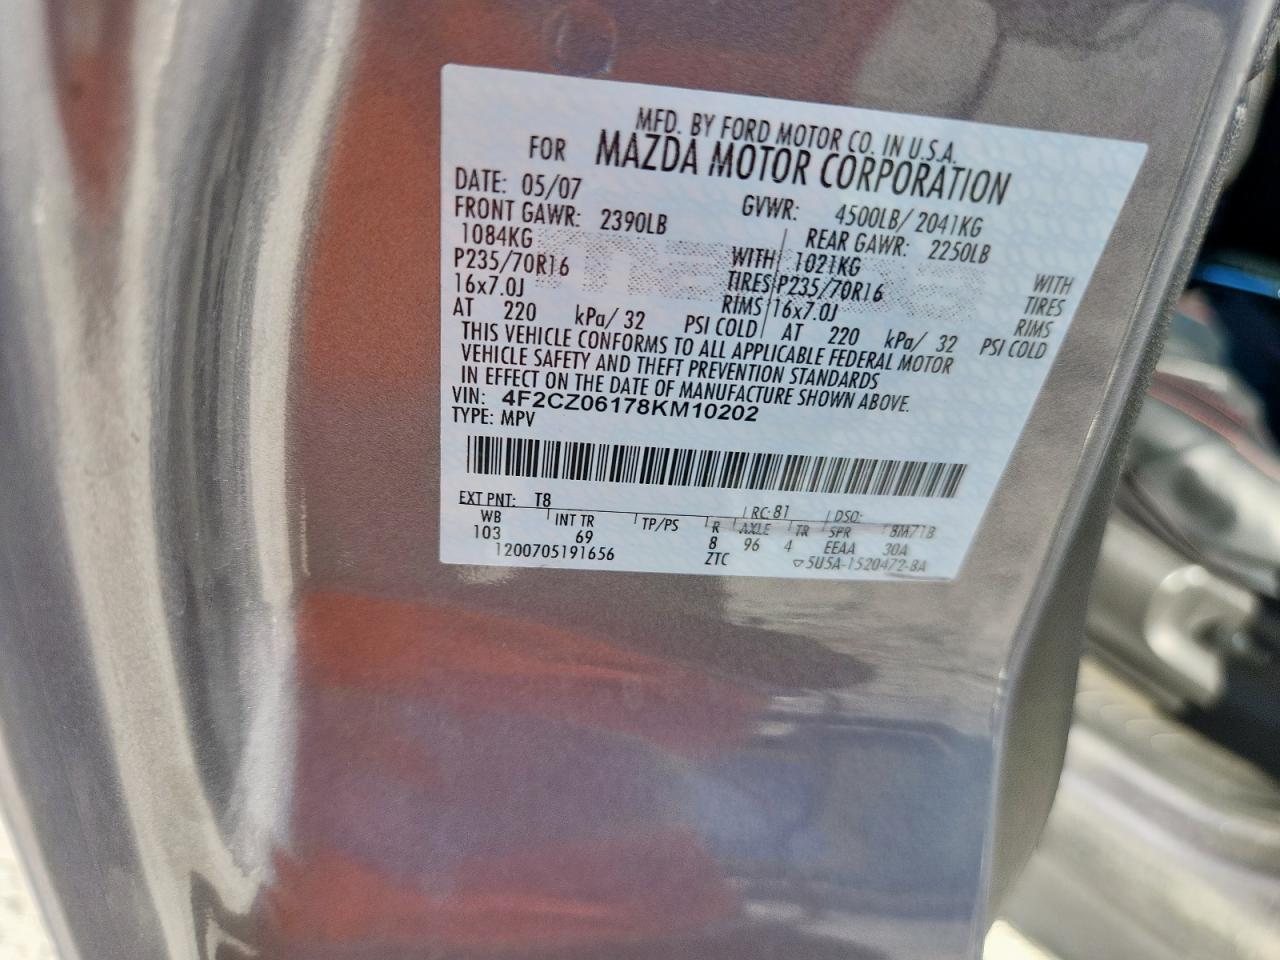 MFD. BY FORD MOTOR CO. IN U.S.A.
FOR MAZDA MOTOR CORPORATION
DATE: 05/07 GVWR: 4500LB/ 2041KG
FRONT GAWR: 2390LB REAR GAWR: 2250LB
1084KG WITH 1021KG WITH
P235/70R16 TIRES P235/70R16 TIRES
16x7.0J RIMS 16x7.0J RIMS
AT 220 kPa/ 32 PSI COLD AT 220 kPa/ 32 PSI COLD
THIS VEHICLE CONFORMS TO ALL APPLICABLE FEDERAL MOTOR
VEHICLE SAFETY AND THEFT PREVENTION STANDARDS
IN EFFECT ON THE DATE OF MANUFACTURE SHOWN ABOVE.
VIN: 4F2CZ06178KM10202
TYPE: MPV
EXT PNT: T8 RC: 81 DSO:
WB INT TR TP/PS R AXLE TR SPR 8M71B
103 69 8 96 4 EEAA 30A
1200705191656 ZTC ▽5U5A-1520472-BA